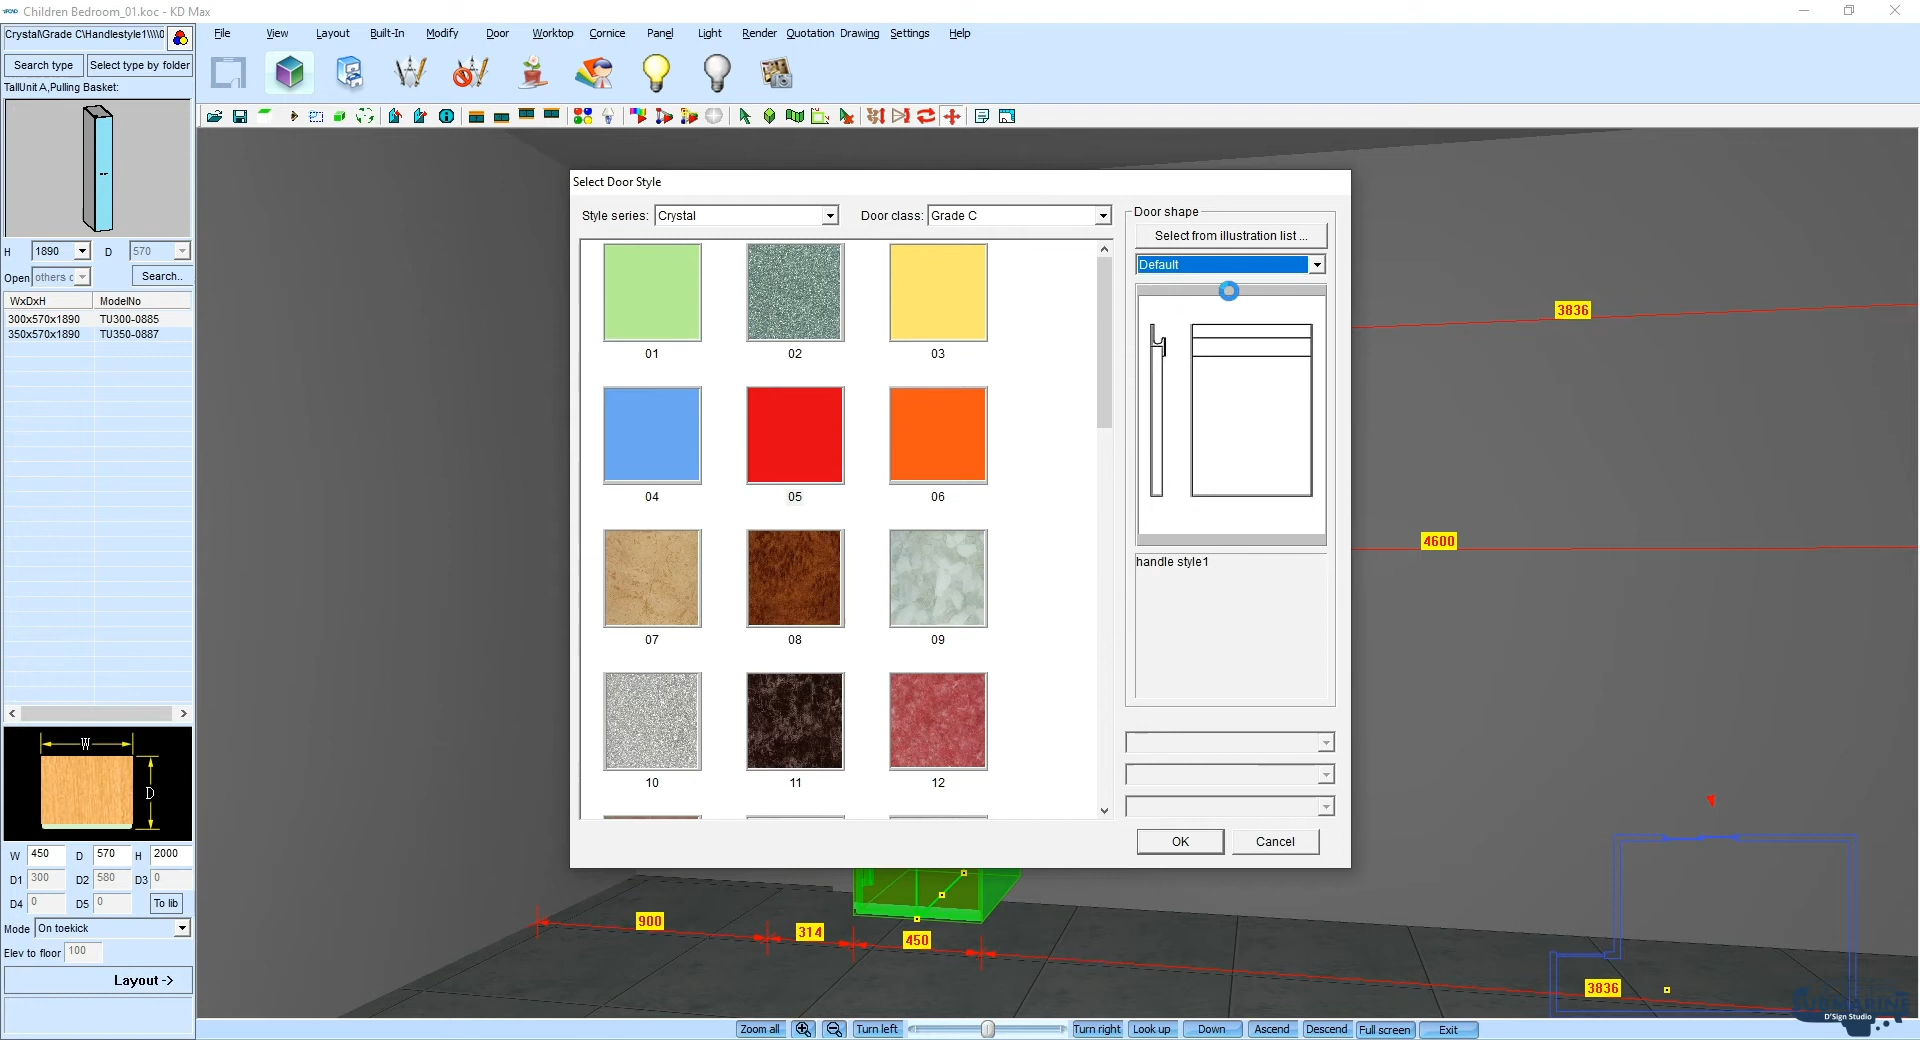 Children Bedroom_01.koc - KD Max
Crystal\Grade C\Handlestyle1\\\\0
File View Layout Built-In Modify Door Worktop Cornice Panel Light Render Quotation Drawing Settings Help
Search type Select type by folder
TallUnit A,Pulling Basket:
H 1890 D 570
Open others c Search..
WxDxH ModelNo
300x570x1890 TU300-0885
350x570x1890 TU350-0887
W
D
W 450 D 570 H 2000
D1 300 D2 580 D3 0
D4 0 D5 0 To lib
Mode On toekick
Elev to floor 100
Layout ->
Select Door Style
Style series: Crystal Door class: Grade C
01 02 03
04 05 06
07 08 09
10 11 12
Door shape
Select from illustration list ...
Default
handle style1
OK Cancel
3836
4600
900
314
450
3836
D'Sign Studio
Zoom all Turn left Turn right Look up Down Ascend Descend Full screen Exit